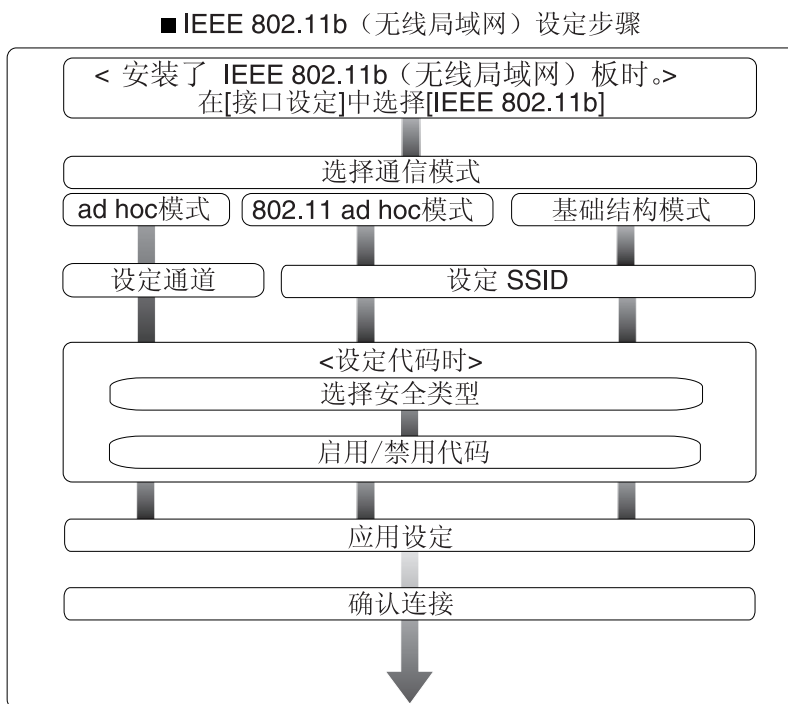 ■ IEEE 802.11b（无线局域网）设定步骤
< 安装了 IEEE 802.11b（无线局域网）板时。>
在[接口设定]中选择[IEEE 802.11b]
选择通信模式
ad hoc模式 802.11 ad hoc模式 基础结构模式
设定通道 设定 SSID
<设定代码时>
选择安全类型
启用/禁用代码
应用设定
确认连接